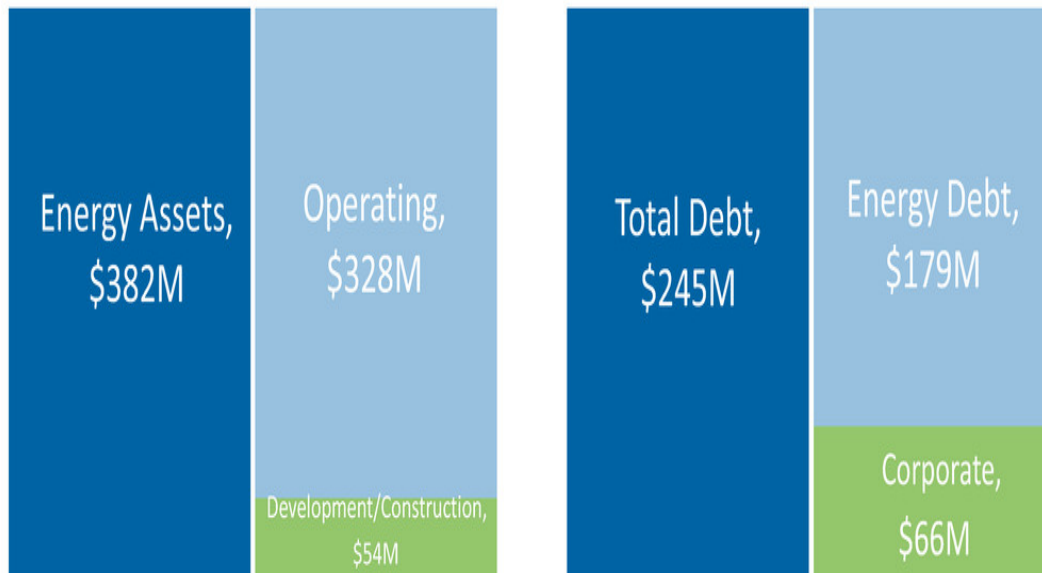 Energy Assets,
$382M
Operating,
$328M
Development/Construction,
$54M
Total Debt,
$245M
Energy Debt,
$179M
Corporate,
$66M